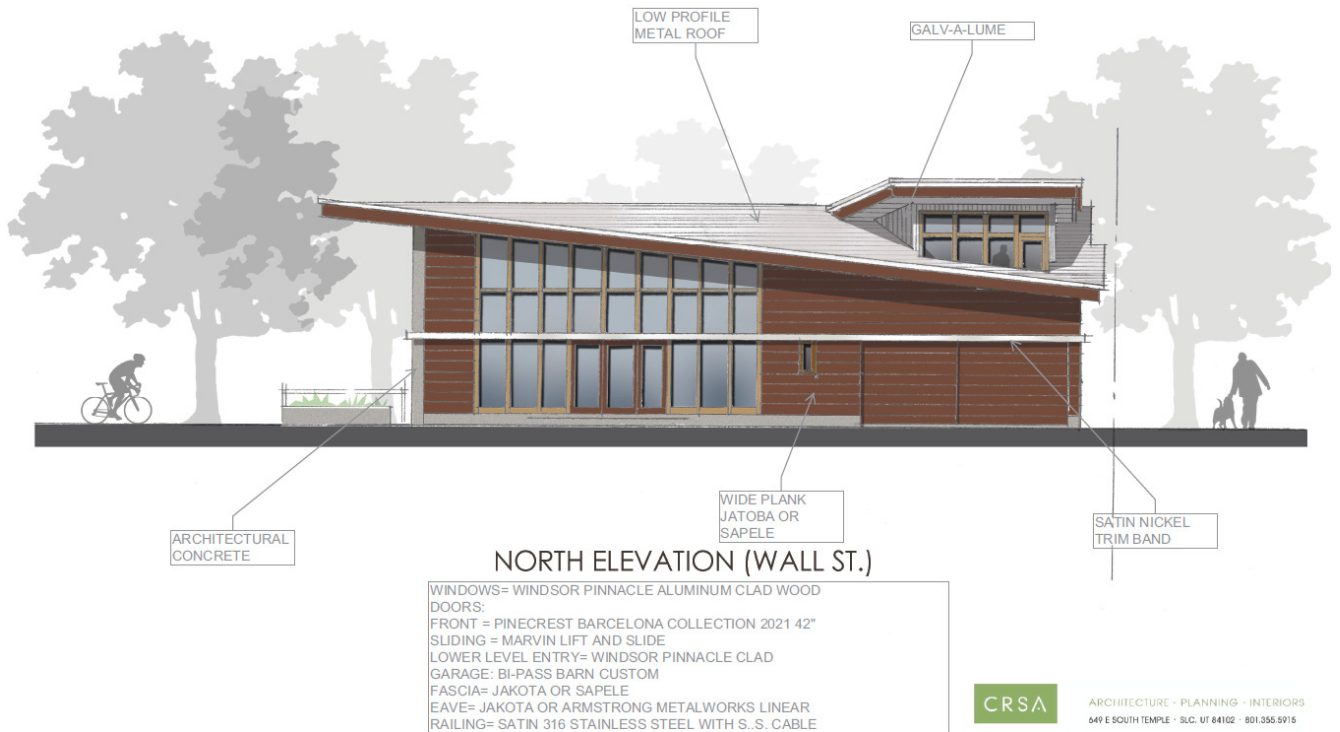 LOW PROFILE
METAL ROOF
GALV-A-LUME
ARCHITECTURAL
CONCRETE
WIDE PLANK
JATOBA OR
SAPELE
SATIN NICKEL
TRIM BAND
NORTH ELEVATION (WALL ST.)
WINDOWS= WINDSOR PINNACLE ALUMINUM CLAD WOOD
DOORS:
FRONT = PINECREST BARCELONA COLLECTION 2021 42"
SLIDING = MARVIN LIFT AND SLIDE
LOWER LEVEL ENTRY= WINDSOR PINNACLE CLAD
GARAGE: BI-PASS BARN CUSTOM
FASCIA= JAKOTA OR SAPELE
EAVE= JAKOTA OR ARMSTRONG METALWORKS LINEAR
RAILING= SATIN 316 STAINLESS STEEL WITH S..S. CABLE
CRSA
ARCHITECTURE · PLANNING · INTERIORS
649 E SOUTH TEMPLE · SLC, UT 84102 · 801.355.5915